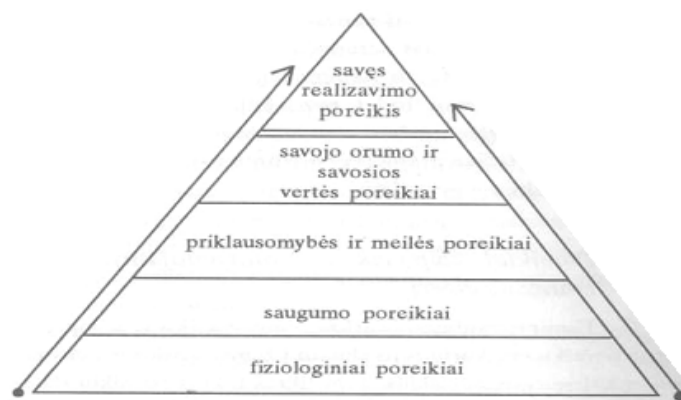 savęs
realizavimo
poreikis
savojo orumo ir
savosios
vertės poreikiai
priklausomybės ir meilės poreikiai
saugumo poreikiai
fiziologiniai poreikiai